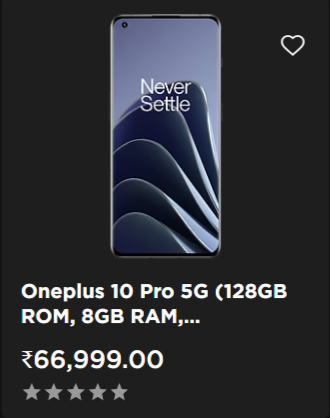 Never
Settle
Oneplus 10 Pro 5G (128GB
ROM, 8GB RAM,...
₹66,999.00